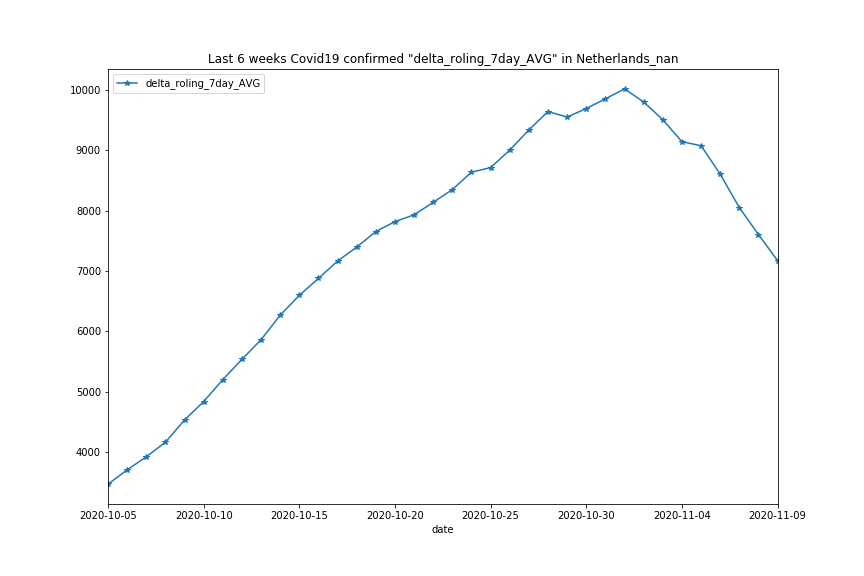 Last 6 weeks Covid19 confirmed "delta_roling_7day_AVG" in Netherlands_nan
delta_roling_7day_AVG
10000
9000
8000
7000
6000
5000
4000
2020-10-05 2020-10-10 2020-10-15 2020-10-20 2020-10-25 2020-10-30 2020-11-04 2020-11-09
date